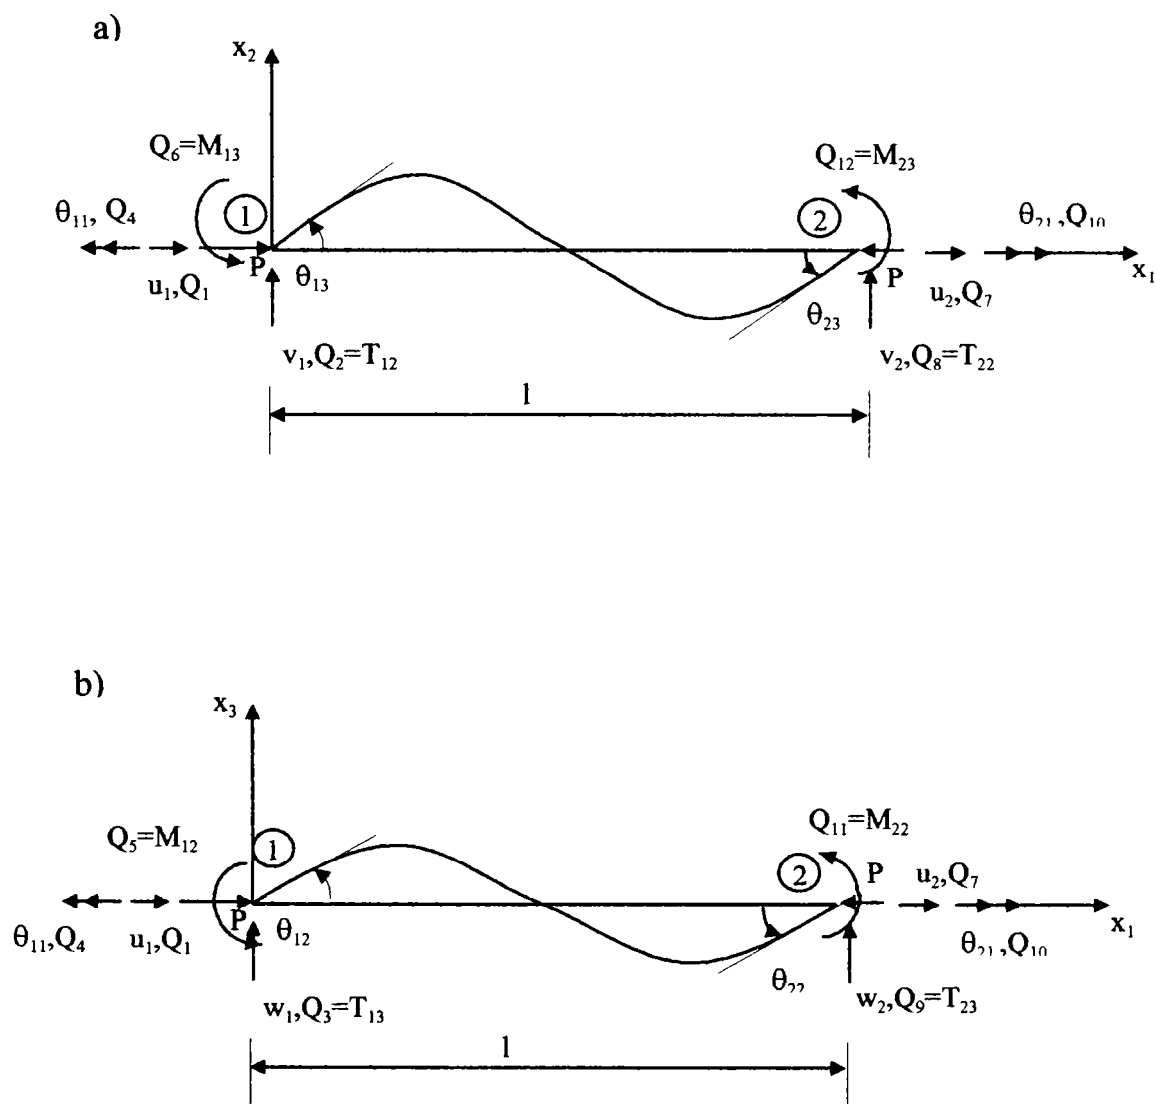 a)
x₂
Q₆=M₁₃
Q₁₂=M₂₃
1
2
θ₁₁, Q₄
θ₂₁, Q₁₀
P
θ₁₃
P
x₁
u₁,Q₁
θ₂₃
u₂,Q₇
v₁,Q₂=T₁₂
v₂,Q₈=T₂₂
l
b)
x₃
Q₅=M₁₂
1
Q₁₁=M₂₂
2
P
u₂,Q₇
P
θ₁₂
x₁
θ₁₁,Q₄
u₁,Q₁
θ₂₂
θ₂₁,Q₁₀
w₁,Q₃=T₁₃
w₂,Q₉=T₂₃
l